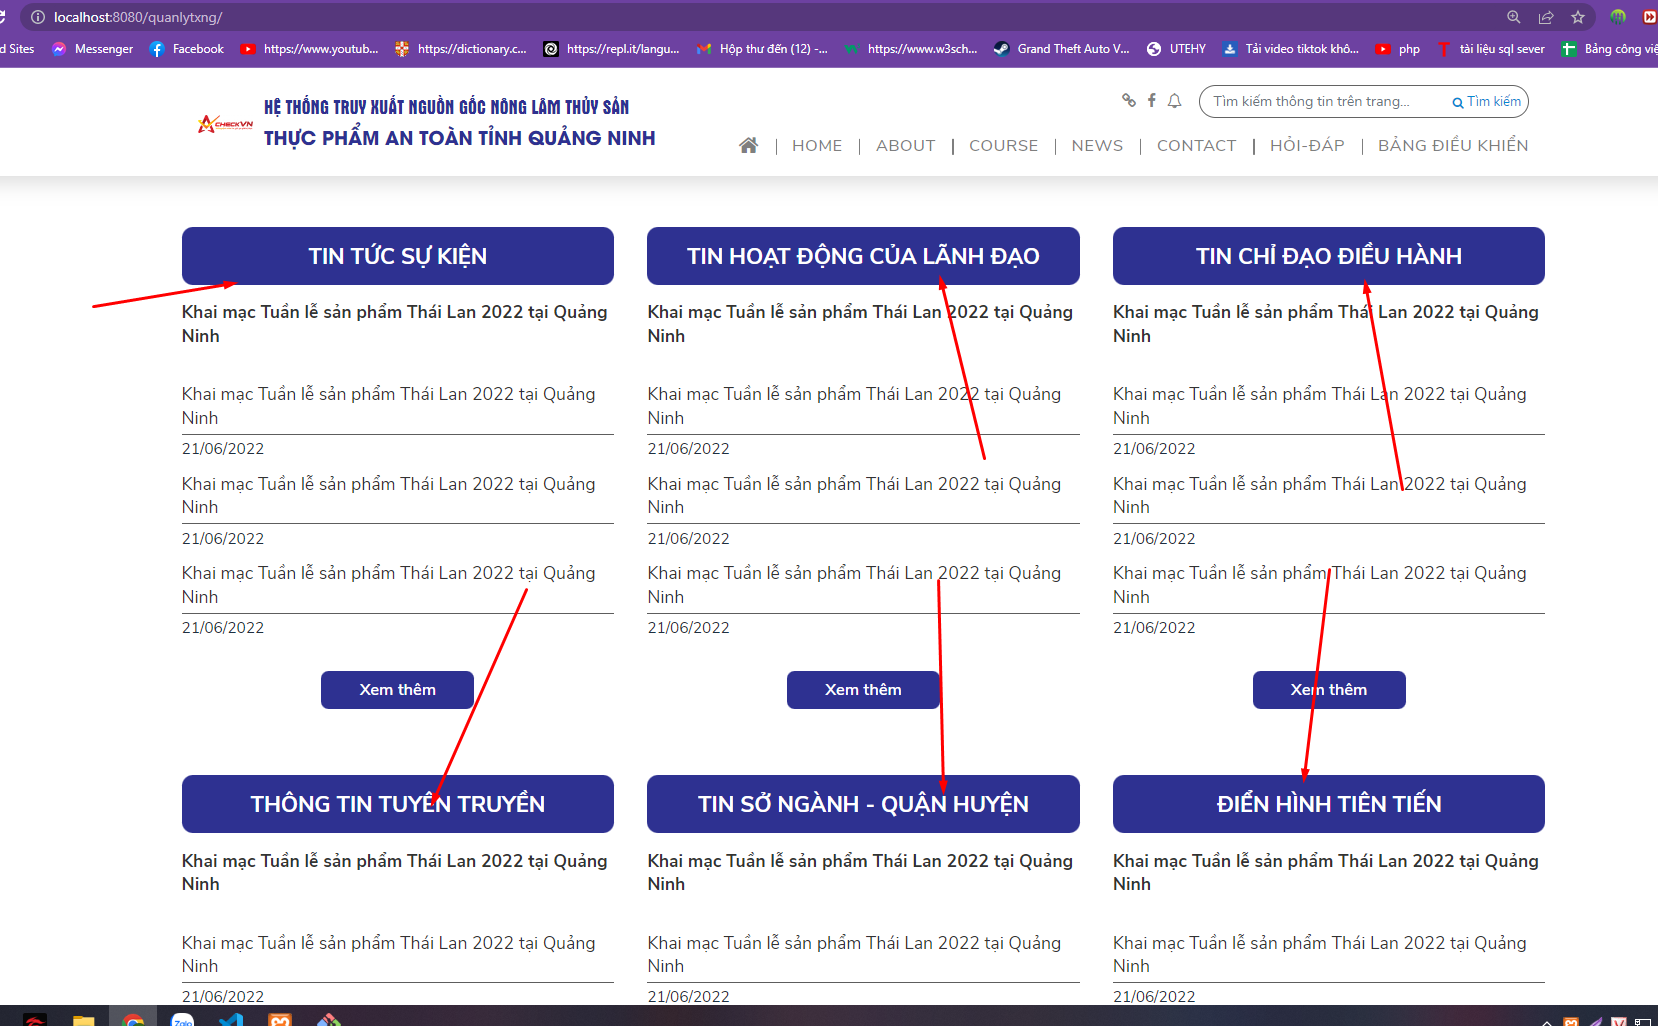 localhost:8080/quanlytxng/
d Sites Messenger Facebook https://www.youtub... https://dictionary.c... https://repl.it/langu... Hộp thư đến (12) -... https://www.w3sch... Grand Theft Auto V... UTEHY Tải video tiktok khô... php tài liệu sql sever Bảng công việ
CHECKVN
HỆ THỐNG TRUY XUẤT NGUỒN GỐC NÔNG LÂM THỦY SẢN
THỰC PHẨM AN TOÀN TỈNH QUẢNG NINH
Tìm kiếm thông tin trên trang... Tìm kiếm
HOME | ABOUT | COURSE | NEWS | CONTACT | HỎI-ĐÁP | BẢNG ĐIỀU KHIỂN
TIN TỨC SỰ KIỆN
Khai mạc Tuần lễ sản phẩm Thái Lan 2022 tại Quảng
Ninh
Khai mạc Tuần lễ sản phẩm Thái Lan 2022 tại Quảng
Ninh
21/06/2022
Khai mạc Tuần lễ sản phẩm Thái Lan 2022 tại Quảng
Ninh
21/06/2022
Khai mạc Tuần lễ sản phẩm Thái Lan 2022 tại Quảng
Ninh
21/06/2022
Xem thêm
TIN HOẠT ĐỘNG CỦA LÃNH ĐẠO
Khai mạc Tuần lễ sản phẩm Thái Lan 2022 tại Quảng
Ninh
Khai mạc Tuần lễ sản phẩm Thái Lan 2022 tại Quảng
Ninh
21/06/2022
Khai mạc Tuần lễ sản phẩm Thái Lan 2022 tại Quảng
Ninh
21/06/2022
Khai mạc Tuần lễ sản phẩm Thái Lan 2022 tại Quảng
Ninh
21/06/2022
Xem thêm
TIN CHỈ ĐẠO ĐIỀU HÀNH
Khai mạc Tuần lễ sản phẩm Thái Lan 2022 tại Quảng
Ninh
Khai mạc Tuần lễ sản phẩm Thái Lan 2022 tại Quảng
Ninh
21/06/2022
Khai mạc Tuần lễ sản phẩm Thái Lan 2022 tại Quảng
Ninh
21/06/2022
Khai mạc Tuần lễ sản phẩm Thái Lan 2022 tại Quảng
Ninh
21/06/2022
Xem thêm
THÔNG TIN TUYÊN TRUYỀN
Khai mạc Tuần lễ sản phẩm Thái Lan 2022 tại Quảng
Ninh
Khai mạc Tuần lễ sản phẩm Thái Lan 2022 tại Quảng
Ninh
21/06/2022
TIN SỞ NGÀNH - QUẬN HUYỆN
Khai mạc Tuần lễ sản phẩm Thái Lan 2022 tại Quảng
Ninh
Khai mạc Tuần lễ sản phẩm Thái Lan 2022 tại Quảng
Ninh
21/06/2022
ĐIỂN HÌNH TIÊN TIẾN
Khai mạc Tuần lễ sản phẩm Thái Lan 2022 tại Quảng
Ninh
Khai mạc Tuần lễ sản phẩm Thái Lan 2022 tại Quảng
Ninh
21/06/2022
Zalo